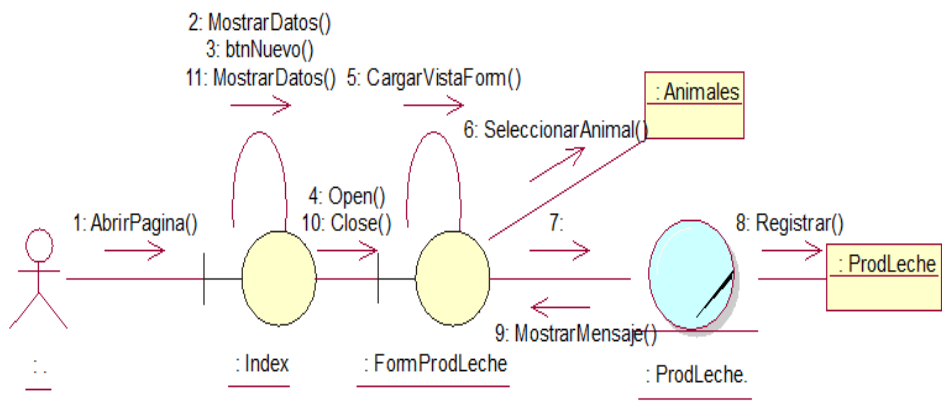 2: MostrarDatos()
3: btnNuevo()
11: MostrarDatos()
5: CargarVistaForm()
: Animales
6: SeleccionarAnimal()
4: Open()
10: Close()
1: AbrirPagina()
7:
8: Registrar()
: ProdLeche
9: MostrarMensaje()
: .
: Index
: FormProdLeche
: ProdLeche.